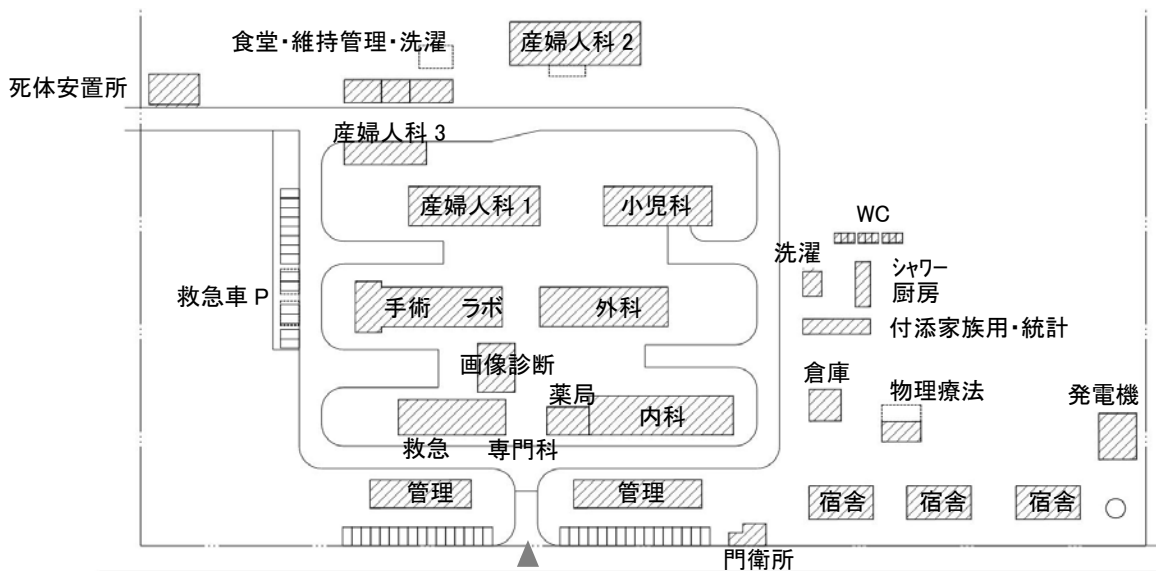 食堂・維持管理・洗濯
産婦人科 2
死体安置所
産婦人科 3
産婦人科 1
小児科
WC
洗濯
シャワー
厨房
救急車 P
手術 ラボ
外科
付添家族用・統計
画像診断
倉庫
物理療法
発電機
薬局
内科
救急
専門科
管理
管理
宿舎
宿舎
宿舎
門衛所